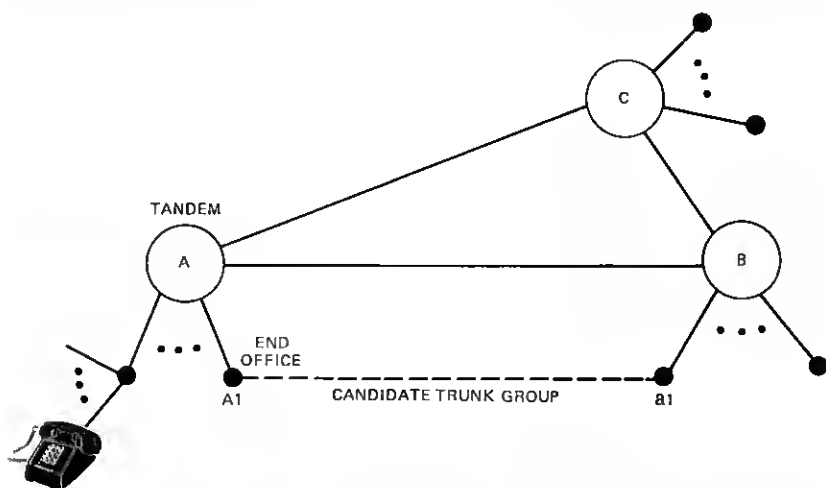 C
TANDEM
A
B
END
OFFICE
A1
CANDIDATE TRUNK GROUP
a1